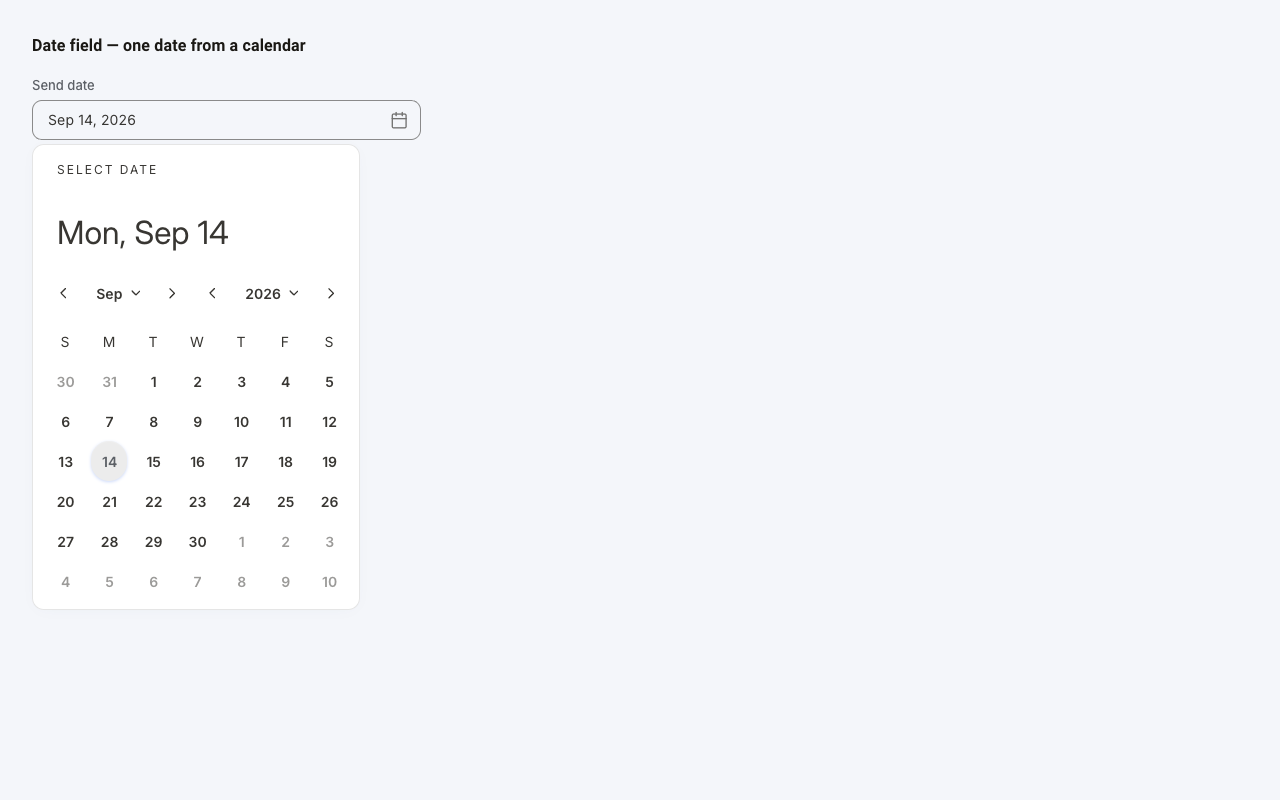 Date field — one date from a calendar
Send date
Sep 14, 2026
SELECT DATE
Mon, Sep 14
Sep 2026
S M T W T F S
30 31 1 2 3 4 5
6 7 8 9 10 11 12
13 14 15 16 17 18 19
20 21 22 23 24 25 26
27 28 29 30 1 2 3
4 5 6 7 8 9 10